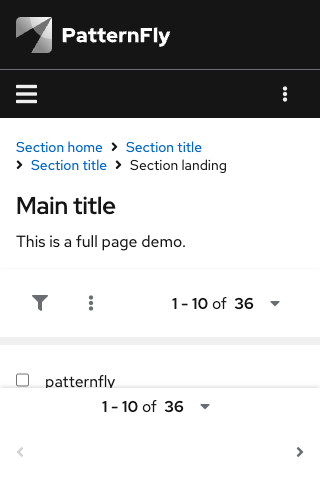 PatternFly
Section home > Section title
> Section title > Section landing
Main title
This is a full page demo.
1 - 10 of 36
patternfly
1 - 10 of 36